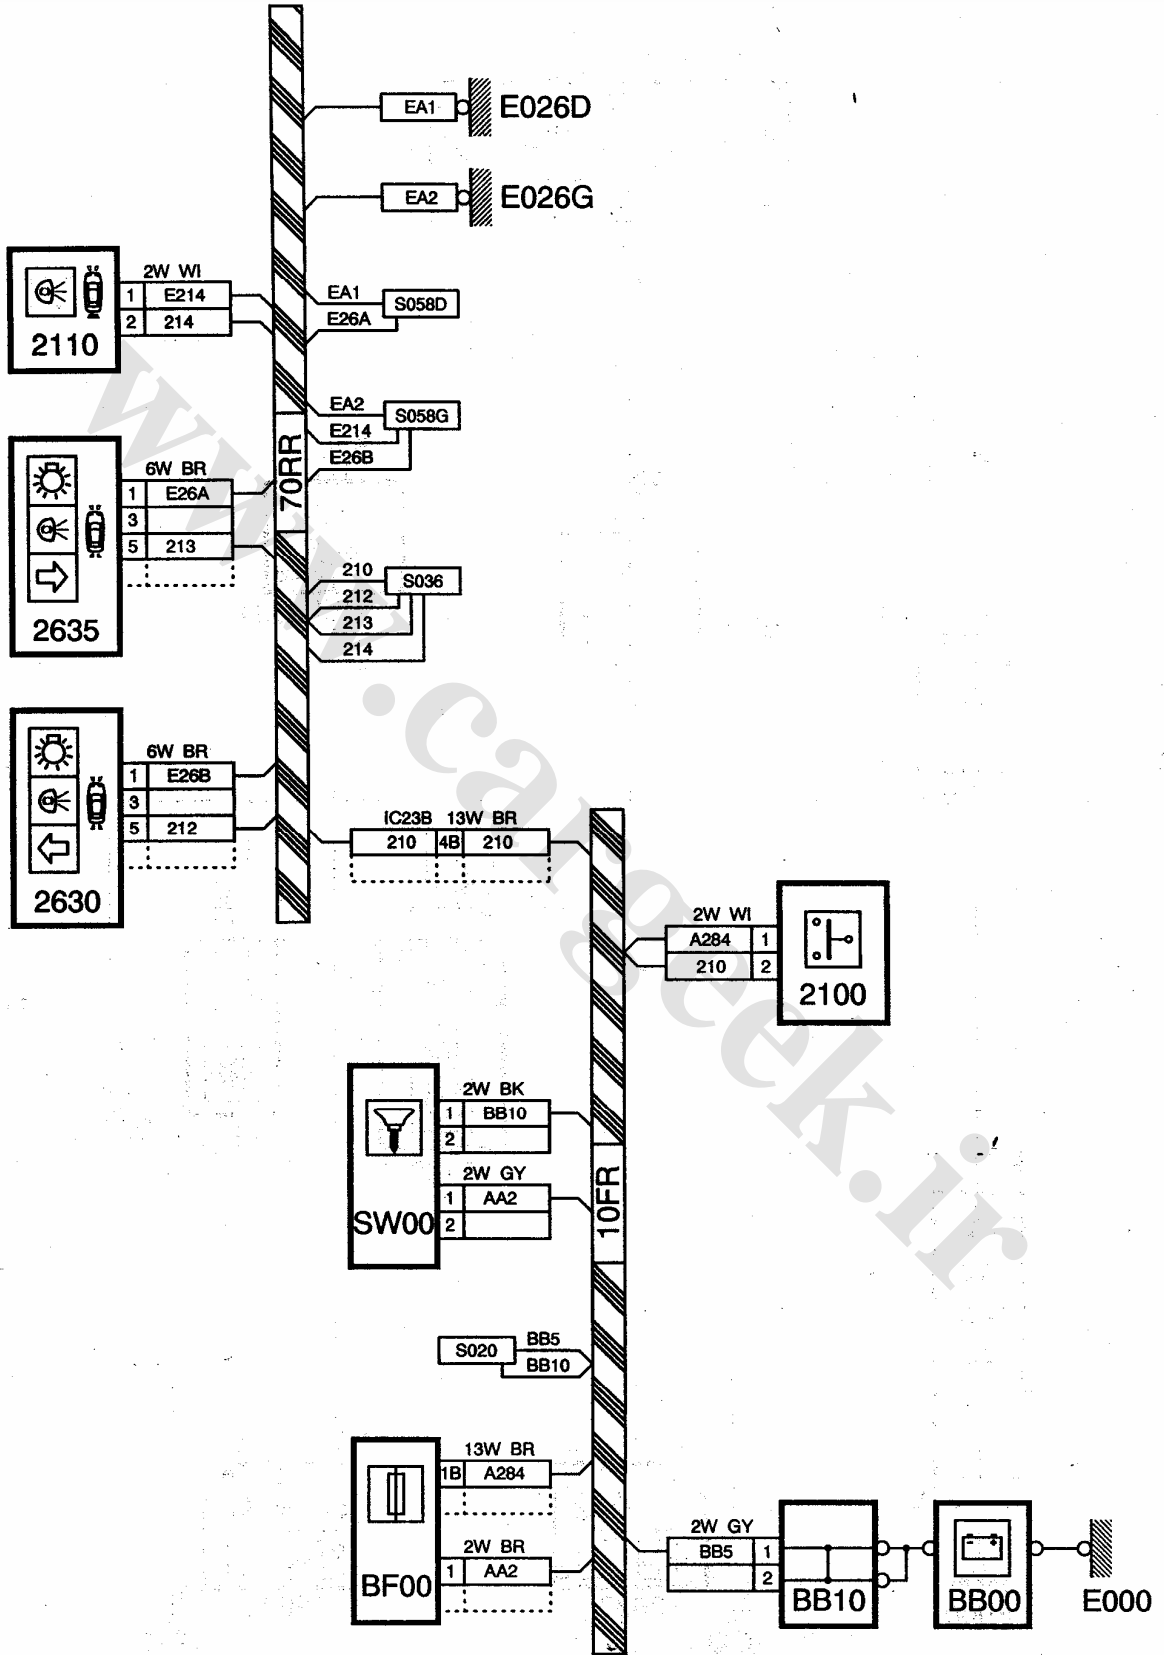 EA1 E026D
EA2 E026G
2W WI
1 E214
2 214
2110
EA1 S058D
E26A
EA2 S058G
E214
E26B
70RR
6W BR
1 E26A
3
5 213
2635
210 S036
212
213
214
6W BR
1 E26B
3
5 212
2630
IC23B 13W BR
210 4B 210
2W WI
A284 1
210 2
2100
2W BK
1 BB10
2
2W GY
1 AA2
2
SW00
10FR
S020 BB5
BB10
13W BR
1B A284
2W BR
1 AA2
BF00
2W GY
BB5 1
2
BB10
BB00
E000
www.cargeek.ir